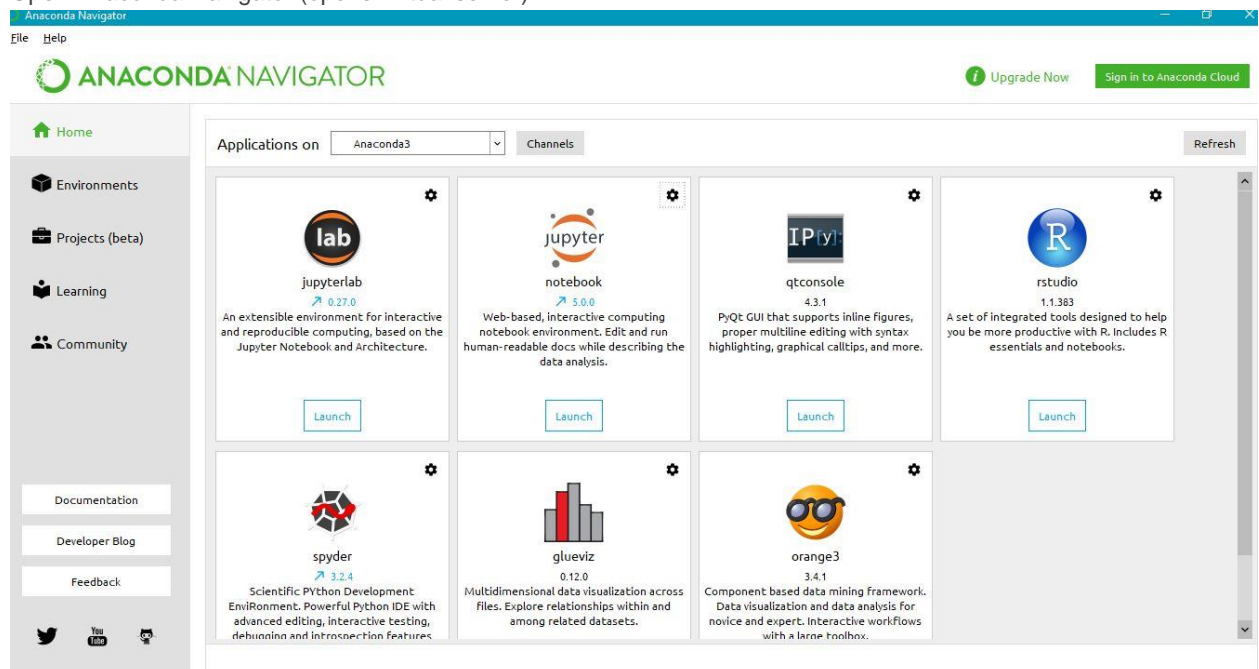 Anaconda Navigator
File Help
ANACONDA NAVIGATOR
i Upgrade Now
Sign in to Anaconda Cloud
Home
Environments
Projects (beta)
Learning
Community
Documentation
Developer Blog
Feedback
You
Tube
Applications on Anaconda3 Channels Refresh
lab
jupyterlab
0.27.0
An extensible environment for interactive
and reproducible computing, based on the
Jupyter Notebook and Architecture.
Launch
jupyter
notebook
5.0.0
Web-based, interactive computing
notebook environment. Edit and run
human-readable docs while describing the
data analysis.
Launch
IP[y]:
qtconsole
4.3.1
PyQt GUI that supports inline figures,
proper multiline editing with syntax
highlighting, graphical calltips, and more.
Launch
R
rstudio
1.1.383
A set of integrated tools designed to help
you be more productive with R. Includes R
essentials and notebooks.
Launch
spyder
3.2.4
Scientific PYthon Development
EnviRonment. Powerful Python IDE with
advanced editing, interactive testing,
debugging and introspection features
glueviz
0.12.0
Multidimensional data visualization across
files. Explore relationships within and
among related datasets.
orange3
3.4.1
Component based data mining framework.
Data visualization and data analysis for
novice and expert. Interactive workflows
with a large toolbox.